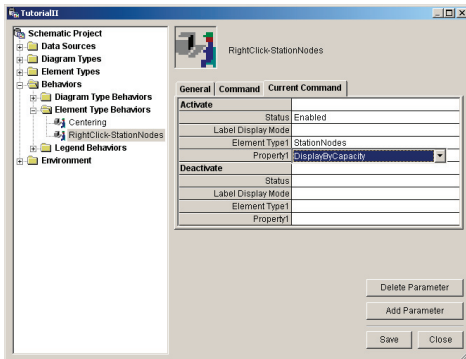 TutorialII
Schematic Project
Data Sources
Diagram Types
Element Types
Behaviors
Diagram Type Behaviors
Element Type Behaviors
Centering
RightClick-StationNodes
Legend Behaviors
Environment
RightClick-StationNodes
General Command Current Command
Activate
Status Enabled
Label Display Mode
Element Type1 StationNodes
Property1 DisplayByCapacity
Deactivate
Status
Label Display Mode
Element Type1
Property1
Delete Parameter
Add Parameter
Save Close